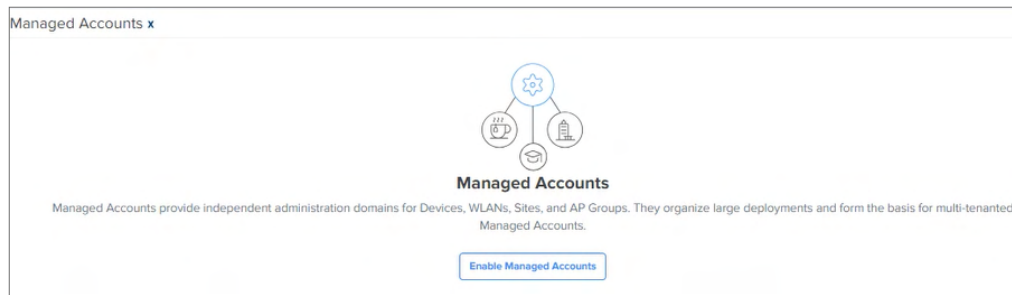 Managed Accounts x
Managed Accounts
Managed Accounts provide independent administration domains for Devices, WLANs, Sites, and AP Groups. They organize large deployments and form the basis for multi-tenanted
Managed Accounts.
Enable Managed Accounts